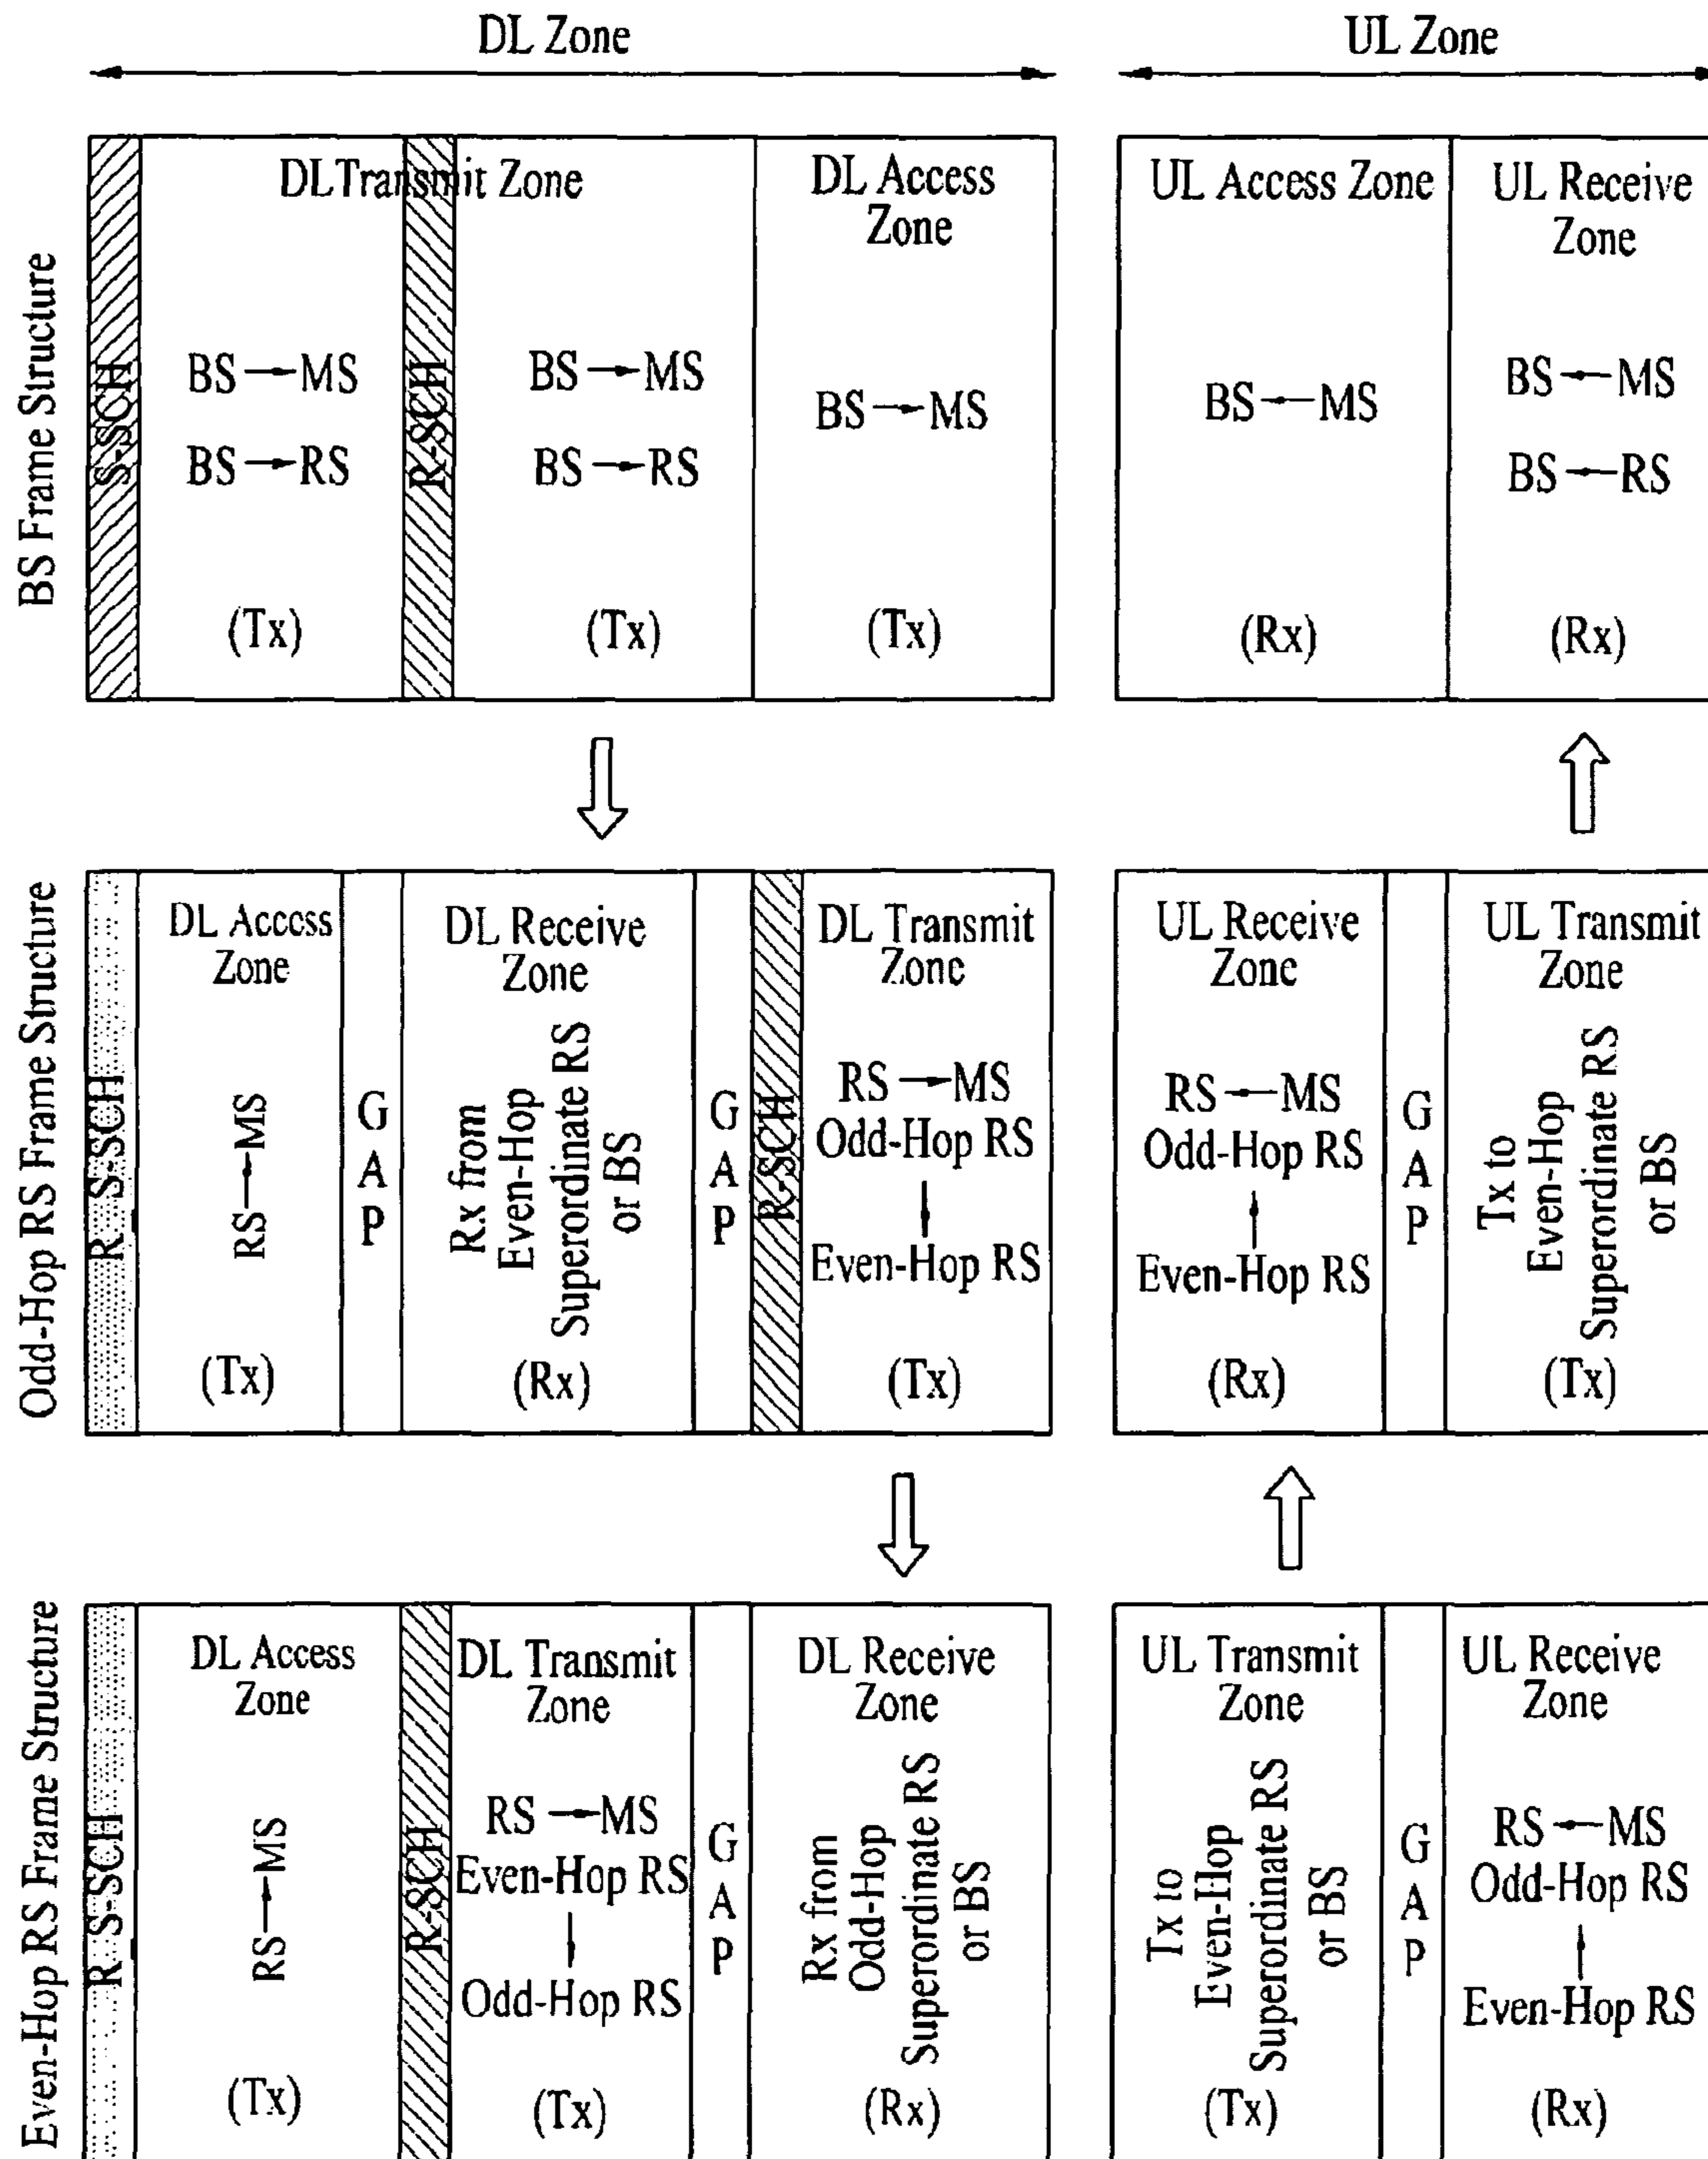 DL Zone
UL Zone
BS Frame Structure
S-SCH
DL Transmit Zone
BS → MS
BS → RS
(Tx)
R-SCH
BS → MS
BS → RS
(Tx)
DL Access
Zone
BS → MS
(Tx)
UL Access Zone
BS ← MS
(Rx)
UL Receive
Zone
BS ← MS
BS ← RS
(Rx)
Odd-Hop RS Frame Structure
R S-SCH
DL Access
Zone
RS → MS
(Tx)
GAP
DL Receive
Zone
Rx from
Even-Hop
Superordinate RS
or BS
(Rx)
GAP
R-SCH
DL Transmit
Zone
RS → MS
Odd-Hop RS
↓
Even-Hop RS
(Tx)
UL Receive
Zone
RS ← MS
Odd-Hop RS
↑
Even-Hop RS
(Rx)
GAP
UL Transmit
Zone
Tx to
Even-Hop
Superordinate RS
or BS
(Tx)
Even-Hop RS Frame Structure
R S-SCH
DL Access
Zone
RS → MS
(Tx)
R-SCH
DL Transmit
Zone
RS → MS
Even-Hop RS
↓
Odd-Hop RS
(Tx)
GAP
DL Receive
Zone
Rx from
Odd-Hop
Superordinate RS
or BS
(Rx)
UL Transmit
Zone
Tx to
Even-Hop
Superordinate RS
or BS
(Tx)
GAP
UL Receive
Zone
RS ← MS
Odd-Hop RS
↑
Even-Hop RS
(Rx)